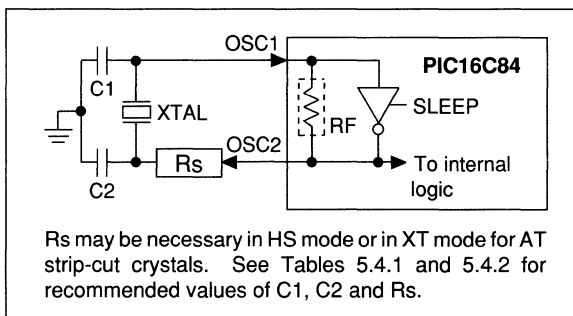 OSC1
PIC16C84
C1
XTAL
RF
SLEEP
OSC2
Rs
To internal
logic
C2
Rs may be necessary in HS mode or in XT mode for AT
strip-cut crystals. See Tables 5.4.1 and 5.4.2 for
recommended values of C1, C2 and Rs.